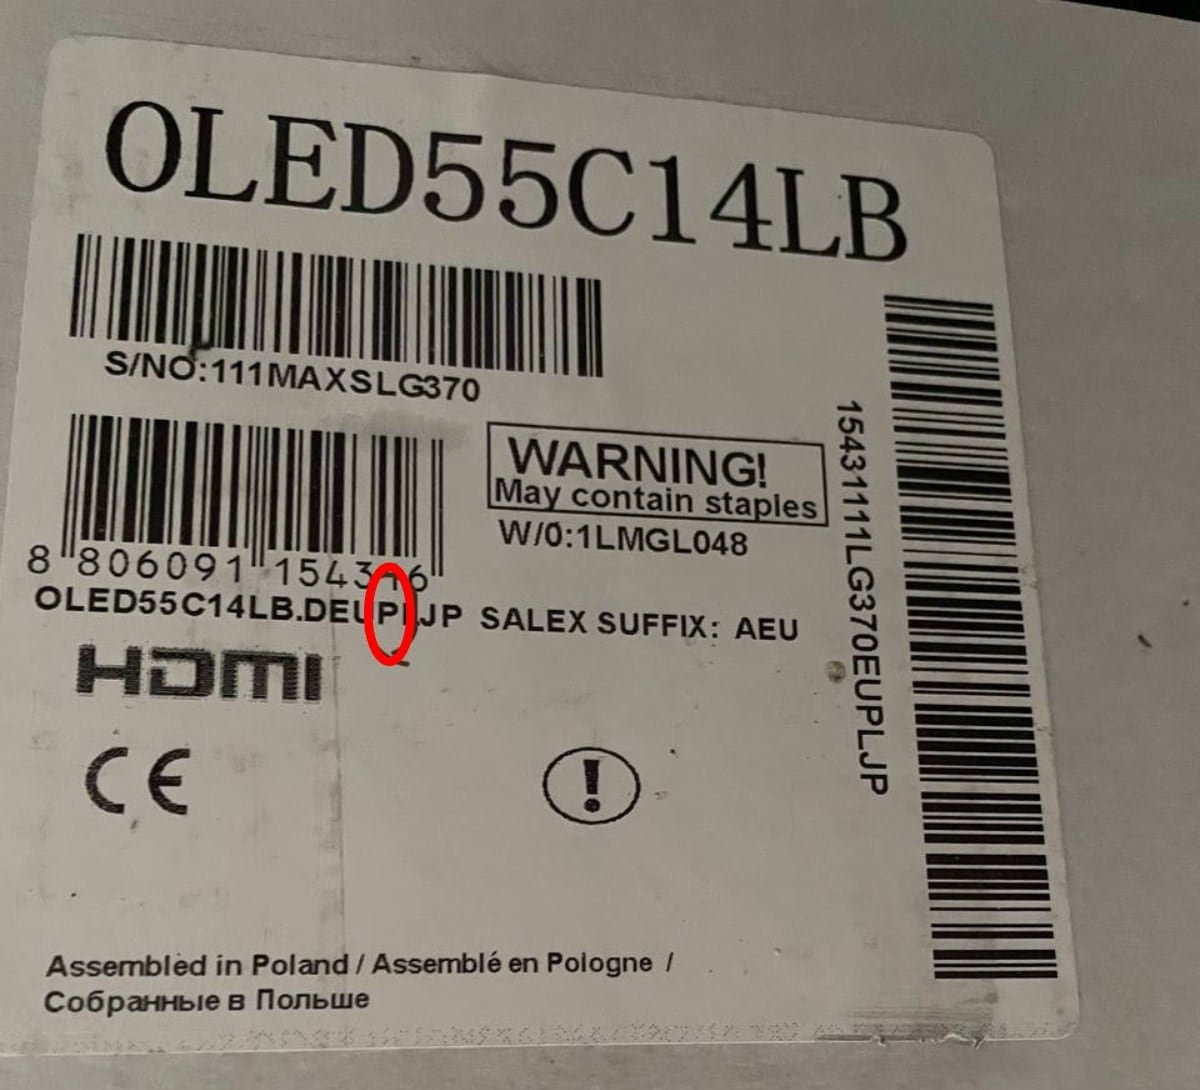 OLED55C14LB
S/NO:111MAXSLG370
WARNING!
May contain staples
W/0:1LMGL048
8 806091 154316
OLED55C14LB.DEUPLJP SALEX SUFFIX: AEU
HDMI
CE
!
Assembled in Poland / Assemblé en Pologne /
Собранные в Польше
15431111LG370EUPLJP